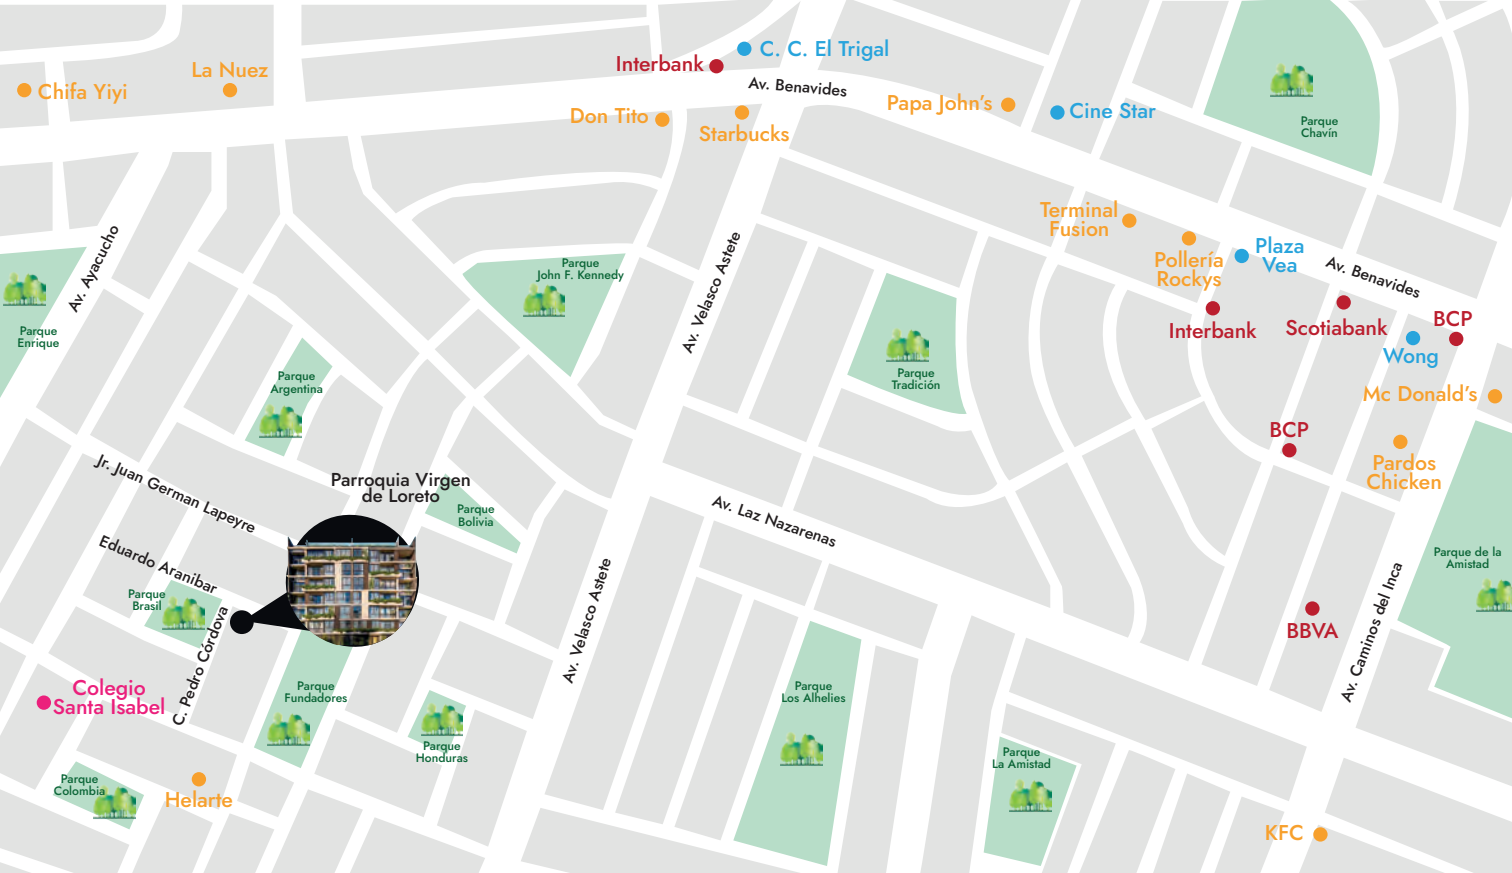 C. C. El Trigal
Interbank
La Nuez
Chifa Yiyi
Av. Benavides
Don Tito
Starbucks
Papa John's
Cine Star
Parque
Chavín
Terminal
Fusion
Pollería
Rockys
Plaza
Vea
Av. Benavides
Av. Ayacucho
Parque
John F. Kennedy
Av. Velasco Astete
Parque
Enrique
Interbank
Scotiabank
BCP
Wong
Parque
Argentina
Parque
Tradición
Mc Donald's
BCP
Pardos
Chicken
Jr. Juan German Lapeyre
Parroquia Virgen
de Loreto
Parque
Bolivia
Av. Laz Nazarenas
Eduardo Aranibar
Parque
Brasil
C. Pedro Córdova
Av. Velasco Astete
Parque de la
Amistad
BBVA
Av. Caminos del Inca
Colegio
Santa Isabel
Parque
Fundadores
Parque
Honduras
Parque
Los Alhelies
Parque
La Amistad
Parque
Colombia
Helarte
KFC